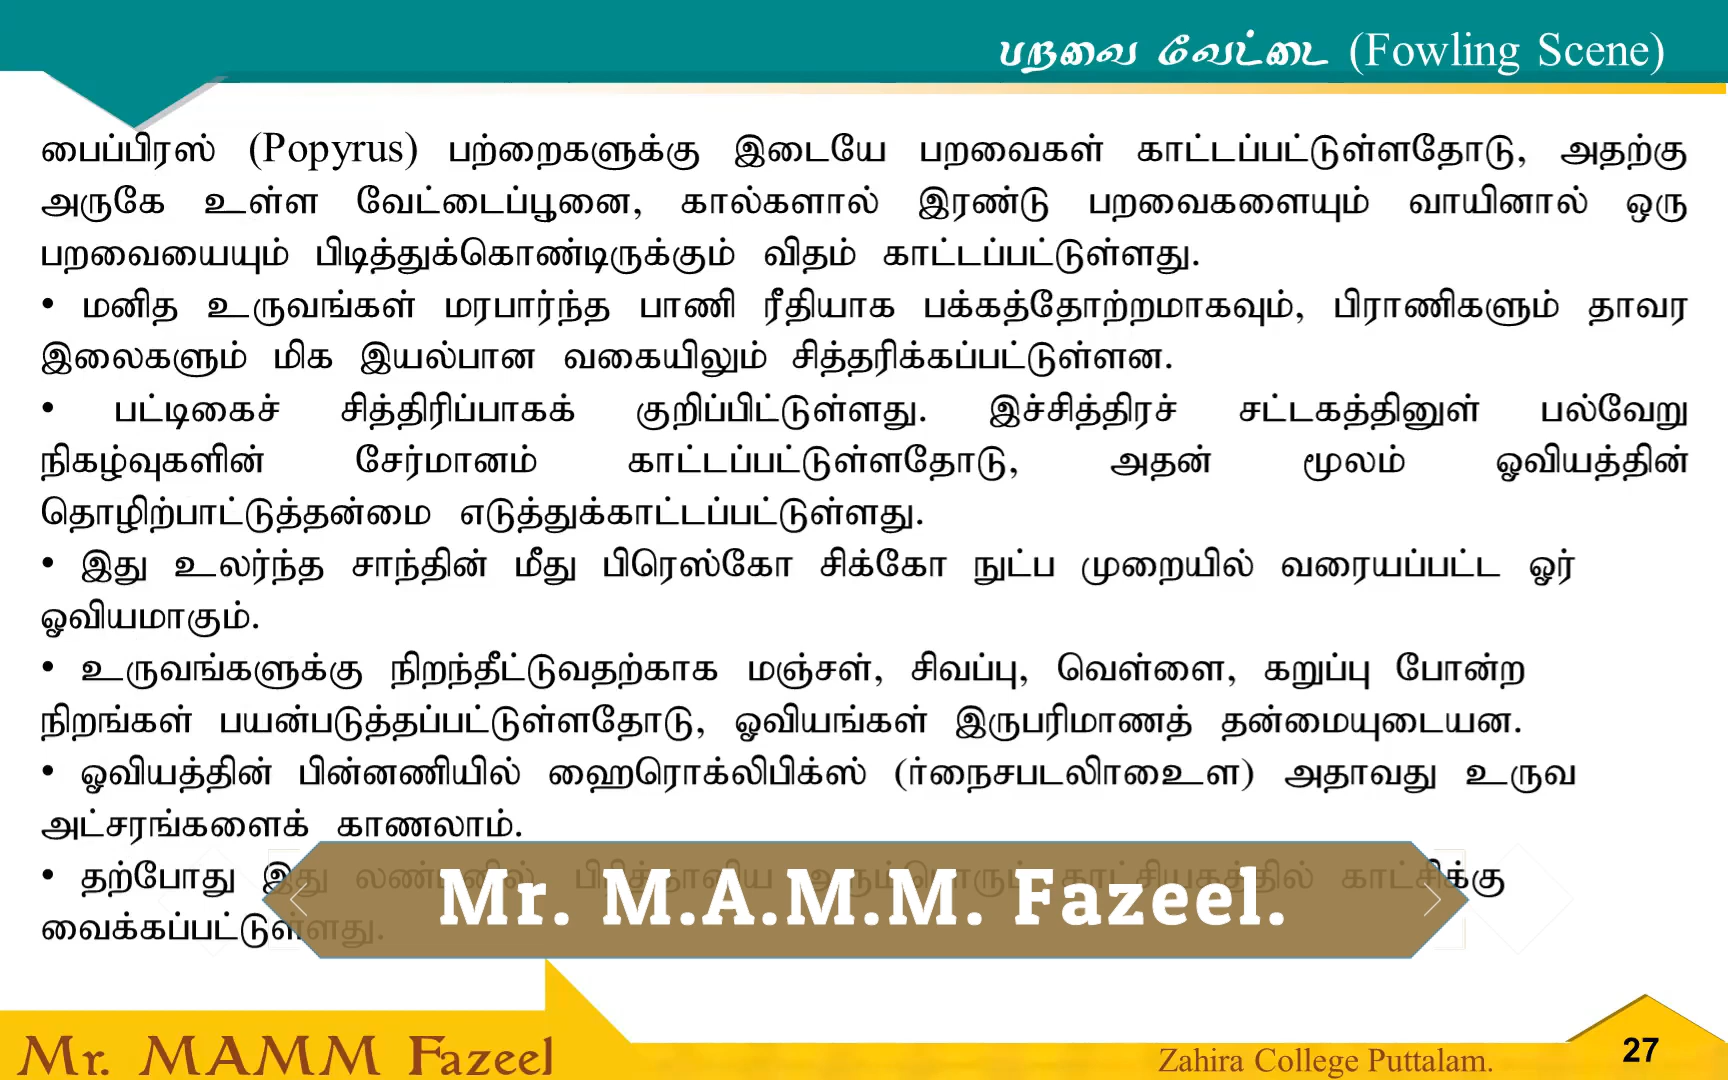 பறவை வேட்டை (Fowling Scene)
பைப்பிரஸ் (Popyrus) பற்றைகளுக்கு இடையே பறவைகள் காட்டப்பட்டுள்ளதோடு, அதற்கு
அருகே உள்ள வேட்டைப்பூனை, கால்களால் இரண்டு பறவைகளையும் வாயினால் ஒரு
பறவையையும் பிடித்துக்கொண்டிருக்கும் விதம் காட்டப்பட்டுள்ளது.
• மனித உருவங்கள் மரபார்ந்த பாணி ரீதியாக பக்கத்தோற்றமாகவும், பிராணிகளும் தாவர
இலைகளும் மிக இயல்பான வகையிலும் சித்தரிக்கப்பட்டுள்ளன.
• பட்டிகைச் சித்திரிப்பாகக் குறிப்பிட்டுள்ளது. இச்சித்திரச் சட்டகத்தினுள் பல்வேறு
நிகழ்வுகளின் சேர்மானம் காட்டப்பட்டுள்ளதோடு, அதன் மூலம் ஓவியத்தின்
தொழிற்பாட்டுத்தன்மை எடுத்துக்காட்டப்பட்டுள்ளது.
• இது உலர்ந்த சாந்தின் மீது பிரெஸ்கோ சிக்கோ நுட்ப முறையில் வரையப்பட்ட ஓர்
ஓவியமாகும்.
• உருவங்களுக்கு நிறந்தீட்டுவதற்காக மஞ்சள், சிவப்பு, வெள்ளை, கறுப்பு போன்ற
நிறங்கள் பயன்படுத்தப்பட்டுள்ளதோடு, ஓவியங்கள் இருபரிமாணத் தன்மையுடையன.
• ஓவியத்தின் பின்னணியில் ஹைரொக்லிபிக்ஸ் (ர்நைசபடலிாைஉள) அதாவது உருவ
அட்சரங்களைக் காணலாம்.
• தற்போது இது லண்டனில் பிரித்தானிய அரும்பொருட் காட்சியகத்தில் காட்சிக்கு
வைக்கப்பட்டுள்ளது.
Mr. M.A.M.M. Fazeel.
Mr. MAMM Fazeel
Zahira College Puttalam.
27